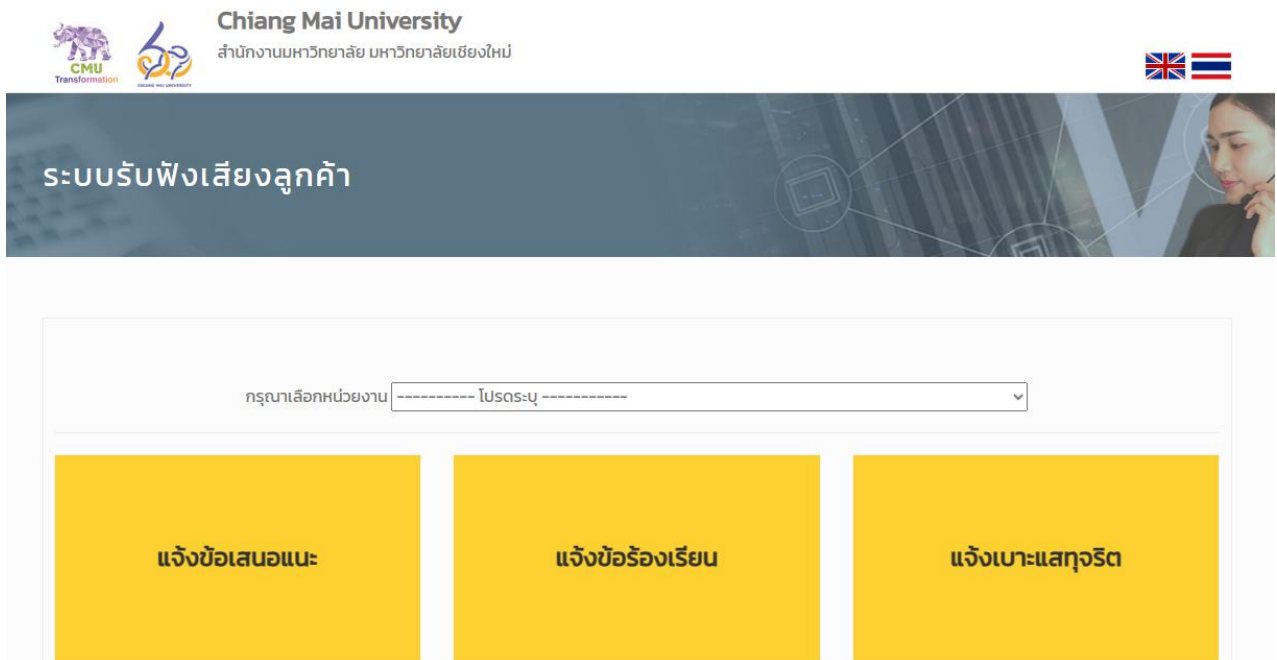 Chiang Mai University
สำนักงานมหาวิทยาลัย มหาวิทยาลัยเชียงใหม่
CMU
Transformation
CHIANG MAI UNIVERSITY
ระบบรับฟังเสียงลูกค้า
กรุณาเลือกหน่วยงาน ---------- โปรดระบุ -----------
แจ้งข้อเสนอแนะ
แจ้งข้อร้องเรียน
แจ้งเบาะแสทุจริต